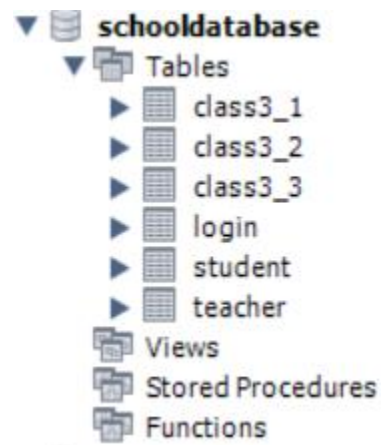 schooldatabase
Tables
class3_1
class3_2
class3_3
login
student
teacher
Views
Stored Procedures
Functions